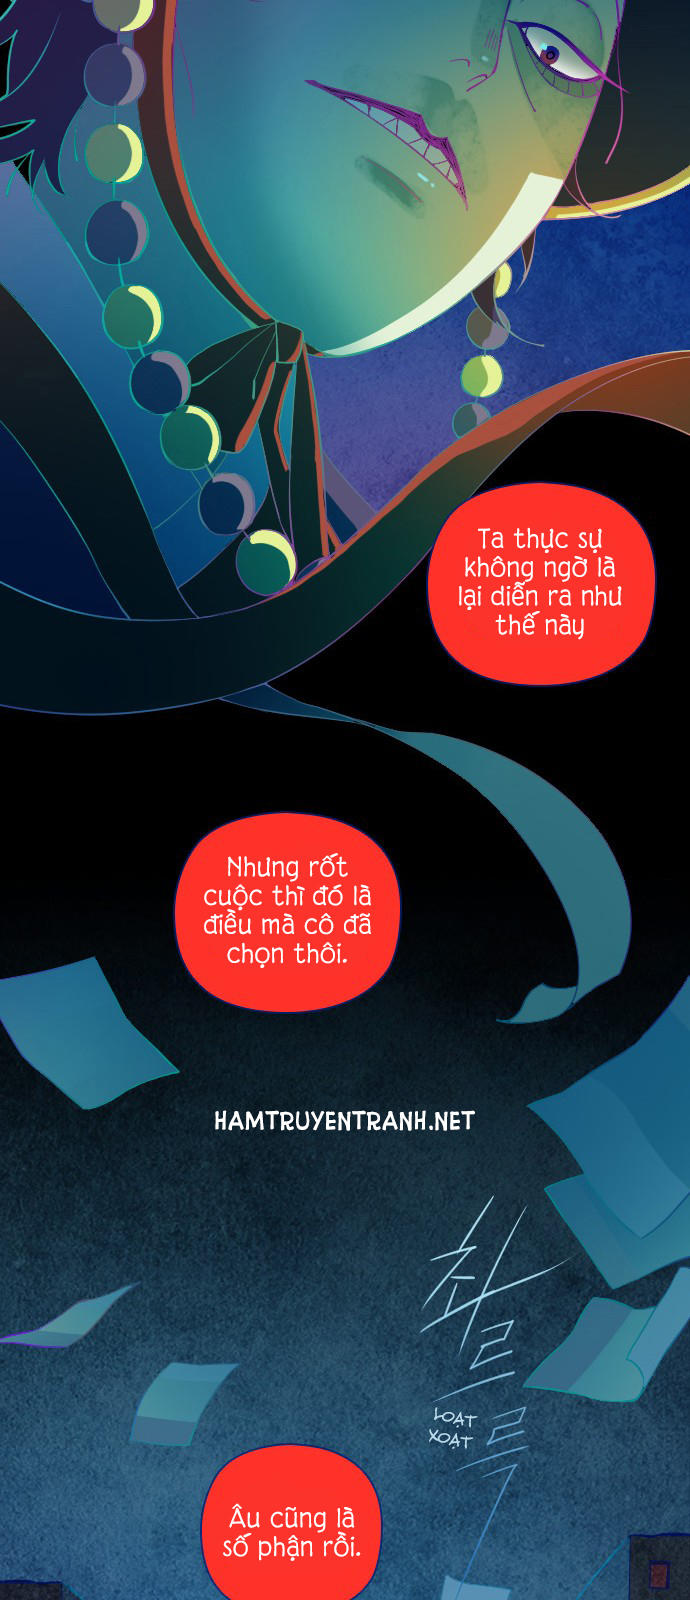 Ta thực sự
không ngờ là
lại diễn ra như
thế này
Nhưng rốt
cuộc thì đó là
điều mà cô đã
chọn thôi.
HAMTRUYENTRANH.NET
촤르륵
LOẠT
XOẠT
Âu cũng là
số phận rồi.